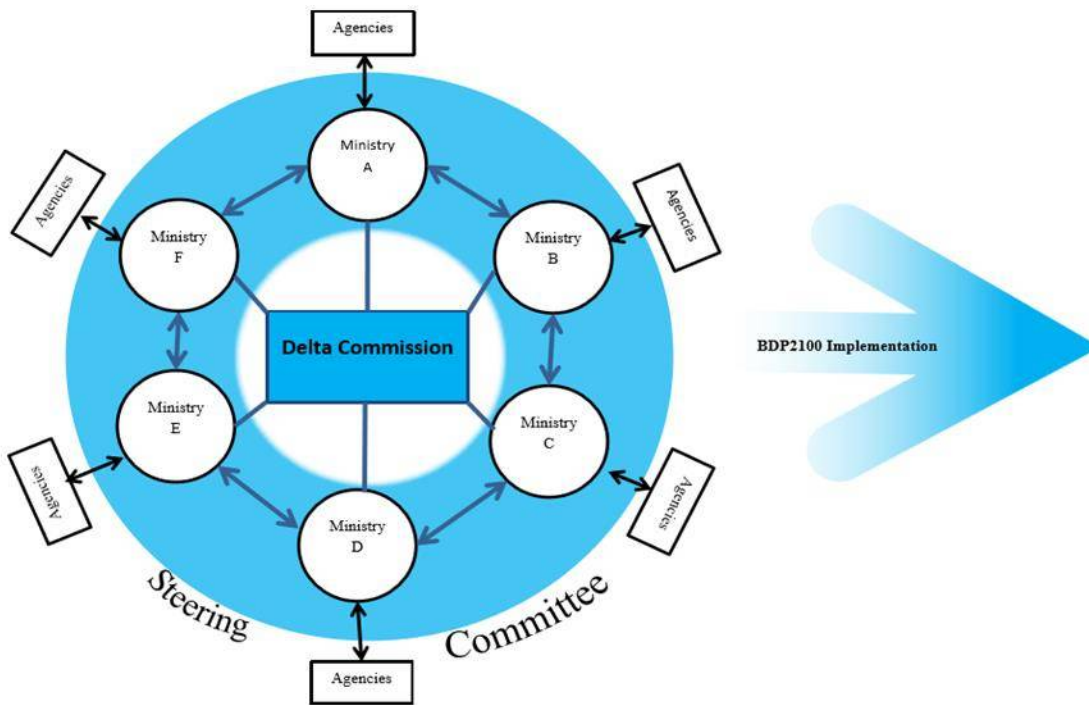 Agencies
Ministry
A
Agencies
Agencies
Ministry
F
Ministry
B
Delta Commission
BDP2100 Implementation
Ministry
E
Ministry
C
Agencies
Agencies
Ministry
D
Steering
Committee
Agencies